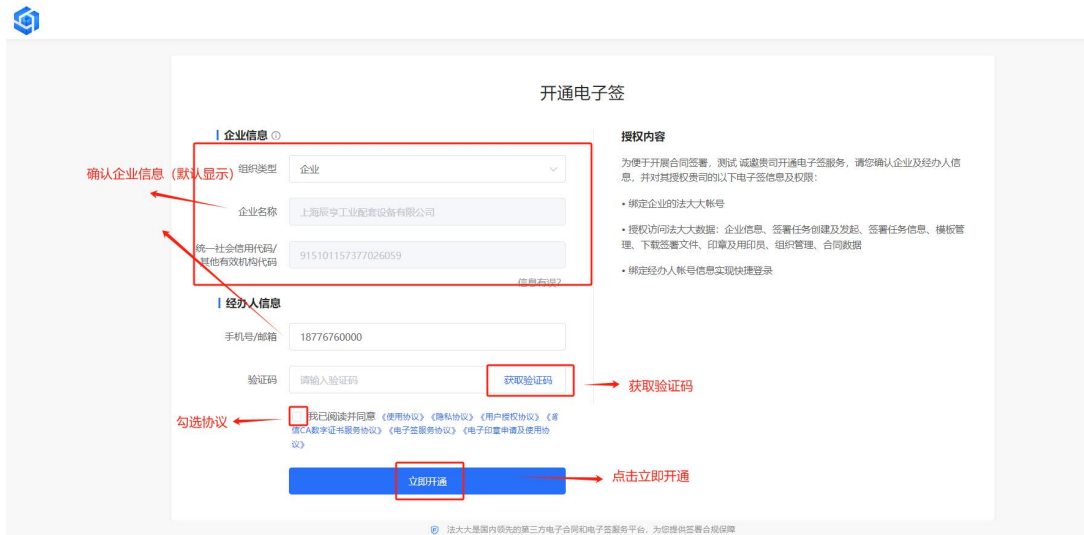 开通电子签
企业信息
确认企业信息（默认显示）
组织类型
企业
企业名称
上海辰亨工业配套设备有限公司
统一社会信用代码/
其他有效机构代码
915101157377026059
信息有误?
经办人信息
手机号/邮箱
18776760000
验证码
请输入验证码
获取验证码
获取验证码
勾选协议
我已阅读并同意 《使用协议》《隐私协议》《用户授权协议》《肯
信CA数字证书服务协议》《电子签服务协议》《电子印章申请及使用协
议》
立即开通
点击立即开通
授权内容
为便于开展合同签署，测试 诚邀贵司开通电子签服务，请您确认企业及经办人信
息，并对其授权贵司的以下电子签信息及权限：
• 绑定企业的法大大帐号
• 授权访问法大大数据：企业信息、签署任务创建及发起、签署任务信息、模板管
理、下载签署文件、印章及用印员、组织管理、合同数据
• 绑定经办人帐号信息实现快捷登录
法大大是国内领先的第三方电子合同和电子签服务平台，为您提供签署合规保障